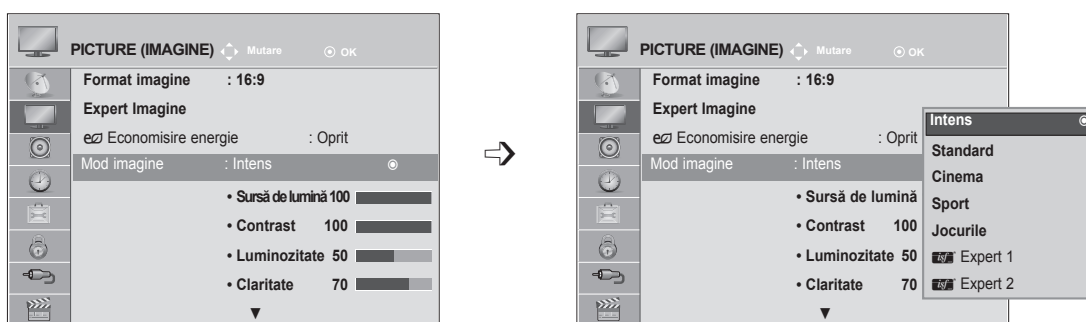 PICTURE (IMAGINE) Mutare OK
Format imagine : 16:9
Expert Imagine
Economisire energie : Oprit
Mod imagine : Intens
• Sursă de lumină 100
• Contrast 100
• Luminozitate 50
• Claritate 70
PICTURE (IMAGINE) Mutare OK
Format imagine : 16:9
Expert Imagine
Economisire energie : Oprit
Mod imagine : Intens
• Sursă de lumină
• Contrast 100
• Luminozitate 50
• Claritate 70
Intens
Standard
Cinema
Sport
Jocurile
isf Expert 1
isf Expert 2